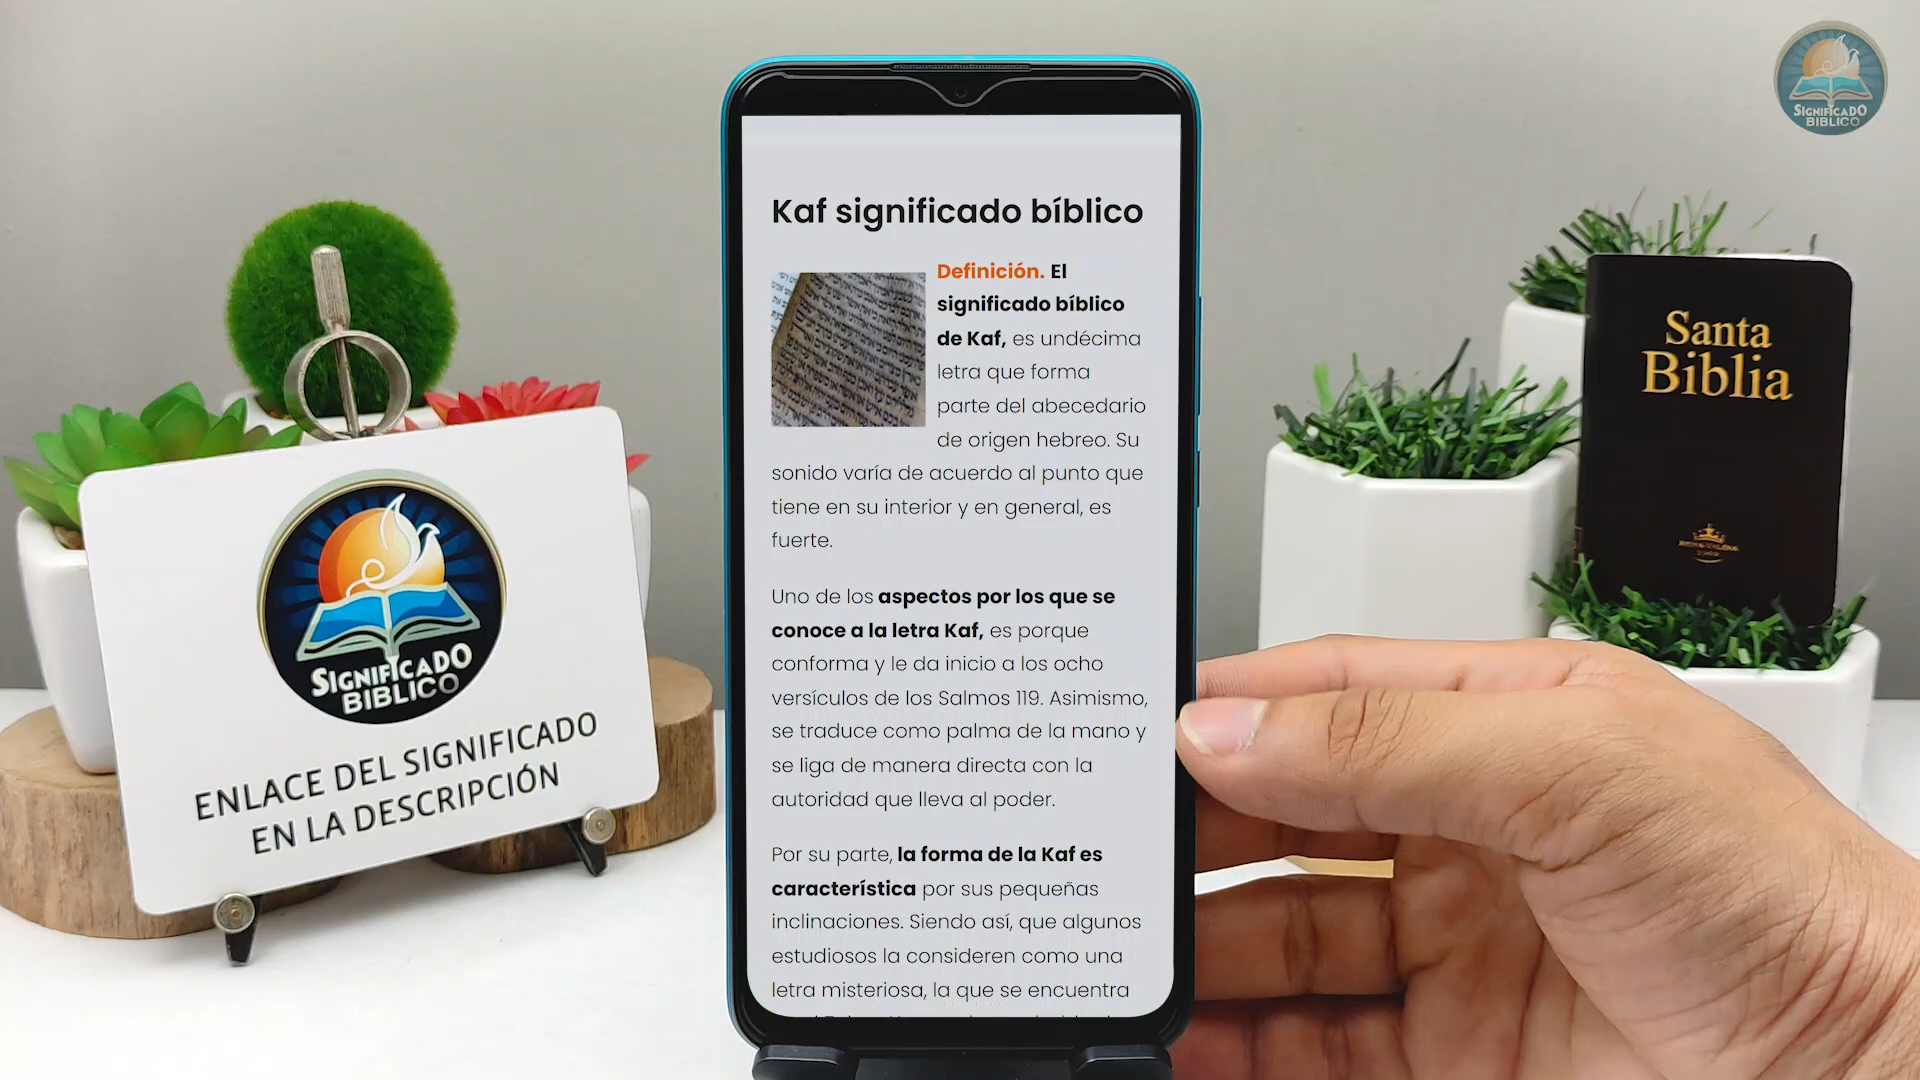 SIGNIFICADO
BIBLICO
Kaf significado bíblico
Definición. El
significado bíblico
de Kaf, es undécima
letra que forma
parte del abecedario
de origen hebreo. Su
sonido varía de acuerdo al punto que
tiene en su interior y en general, es
fuerte.
Uno de los aspectos por los que se
conoce a la letra Kaf, es porque
conforma y le da inicio a los ocho
versículos de los Salmos 119. Asimismo,
se traduce como palma de la mano y
se liga de manera directa con la
autoridad que lleva al poder.
Por su parte, la forma de la Kaf es
característica por sus pequeñas
inclinaciones. Siendo así, que algunos
estudiosos la consideren como una
letra misteriosa, la que se encuentra
SIGNIFICADO
BIBLICO
ENLACE DEL SIGNIFICADO
EN LA DESCRIPCIÓN
Santa
Biblia